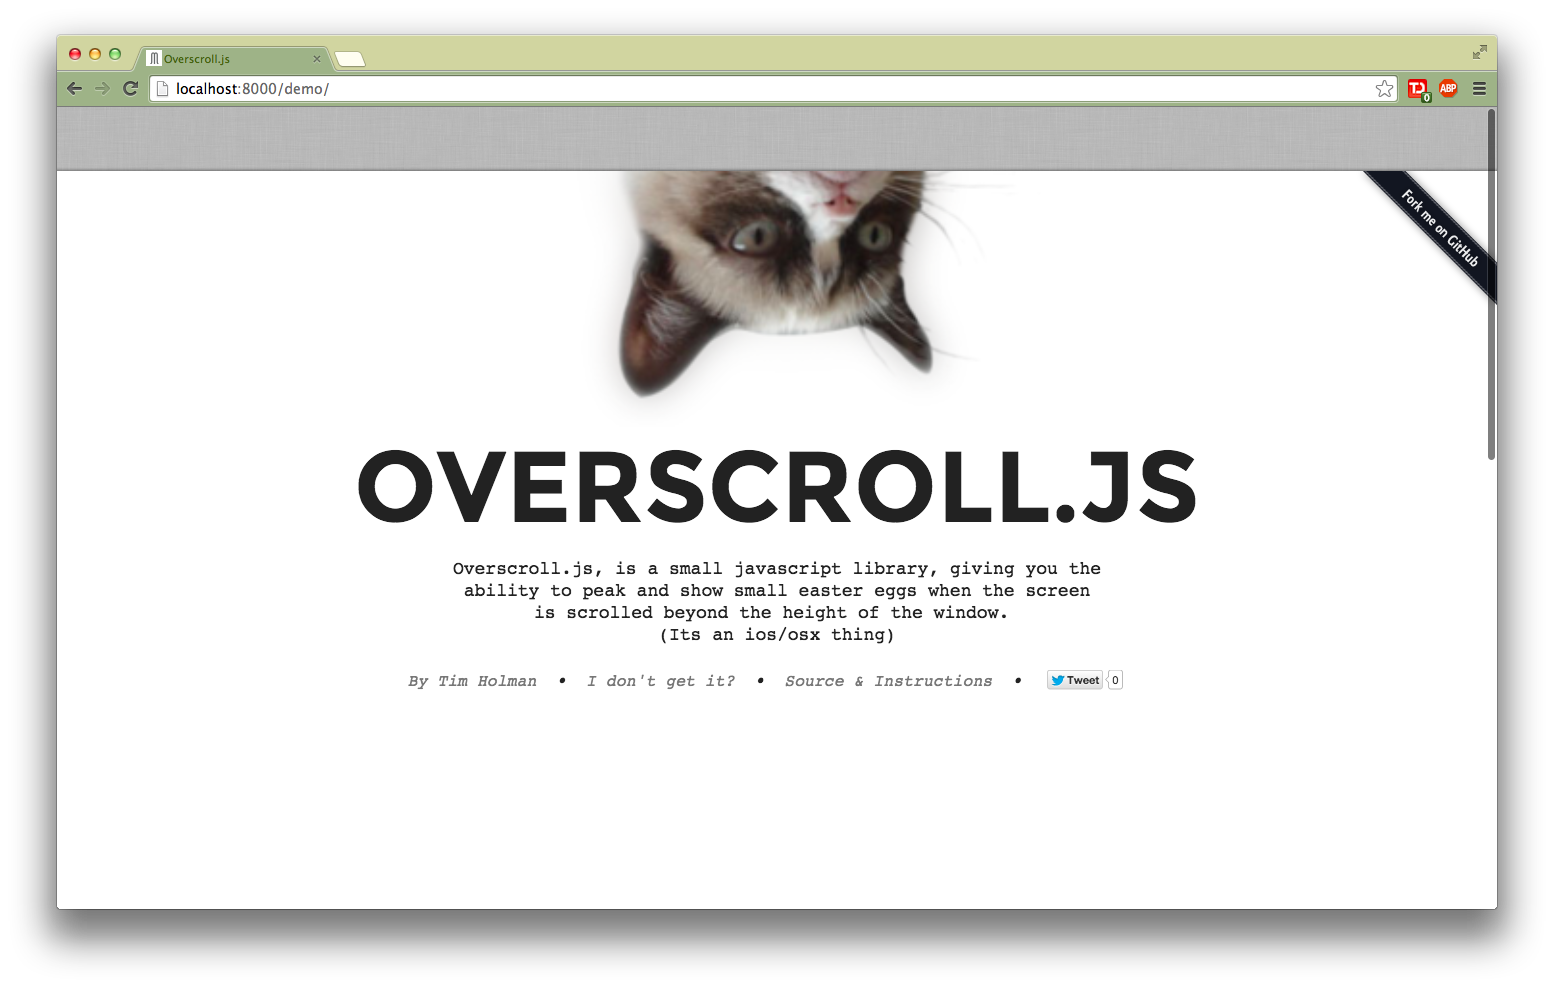 Overscroll.js
localhost:8000/demo/
TD
0
ABP
Fork me on GitHub
OVERSCROLL.JS
Overscroll.js, is a small javascript library, giving you the
ability to peak and show small easter eggs when the screen
is scrolled beyond the height of the window.
(Its an ios/osx thing)
By Tim Holman • I don't get it? • Source & Instructions • Tweet 0